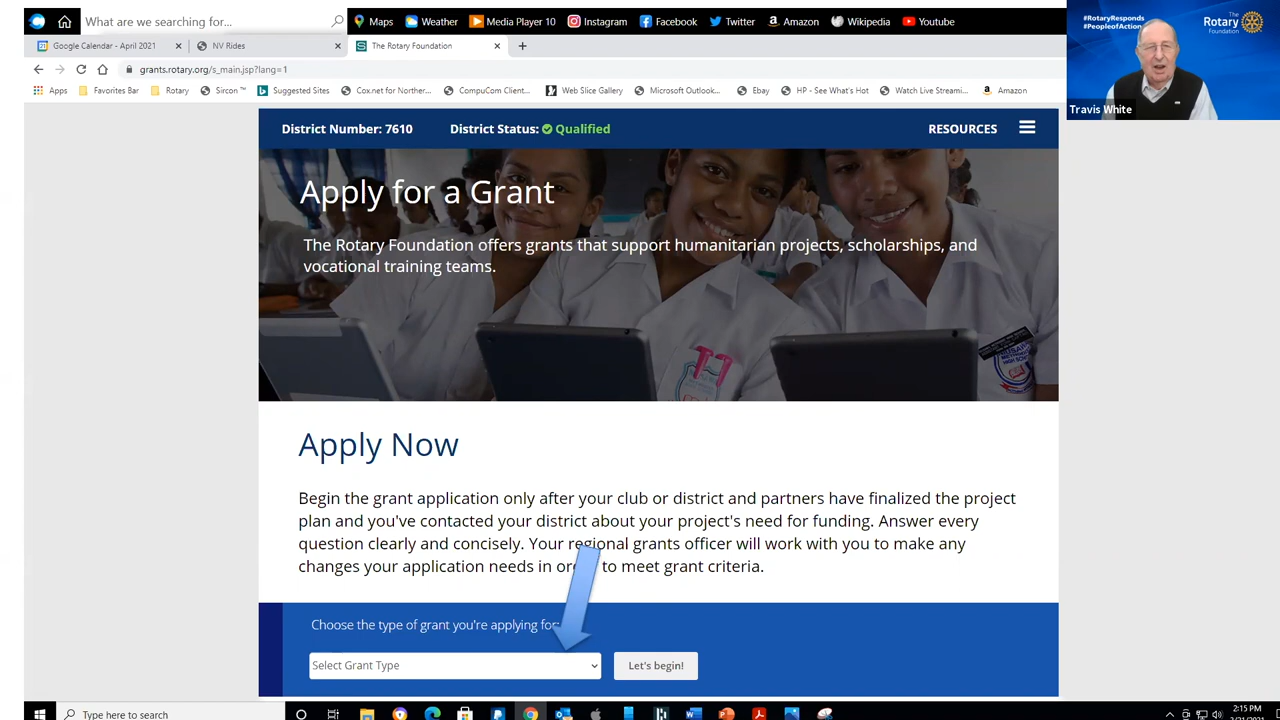 What are we searching for...
Maps
Weather
Media Player 10
Instagram
Facebook
Twitter
Amazon
Wikipedia
Youtube
Google Calendar - April 2021
NV Rides
The Rotary Foundation
grants.rotary.org/s_main.jsp?lang=1
Apps
Favorites Bar
Rotary
Sircon™
Suggested Sites
Cox.net for Norther...
CompuCom Client...
Web Slice Gallery
Microsoft Outlook...
Ebay
HP - See What's Hot
Watch Live Streami...
Amazon
#RotaryResponds
#PeopleofAction
The
Rotary
Foundation
Travis White
District Number: 7610
District Status: Qualified
RESOURCES
Apply for a Grant
The Rotary Foundation offers grants that support humanitarian projects, scholarships, and
vocational training teams.
Apply Now
Begin the grant application only after your club or district and partners have finalized the project
plan and you've contacted your district about your project's need for funding. Answer every
question clearly and concisely. Your regional grants officer will work with you to make any
changes your application needs in order to meet grant criteria.
Choose the type of grant you're applying for:
Select Grant Type
Let's begin!
Type here to search
2:15 PM